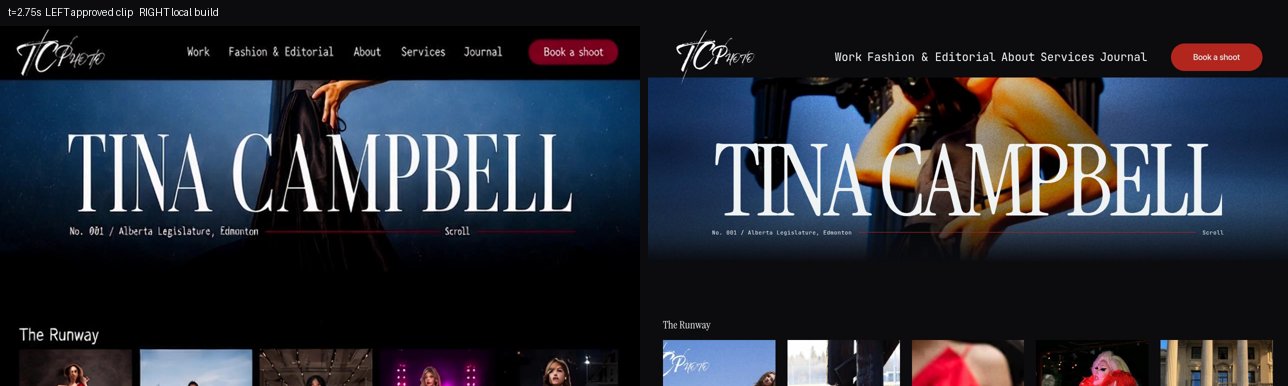 t=2.75s LEFT approved clip RIGHT local build
TCPhoto
Work Fashion & Editorial About Services Journal Book a shoot
TINA CAMPBELL
No. 001 / Alberta Legislature, Edmonton Scroll
The Runway
TCPhoto
Work Fashion & Editorial About Services Journal Book a shoot
TINA CAMPBELL
No. 001 / Alberta Legislature, Edmonton Scroll
The Runway
TCPhoto